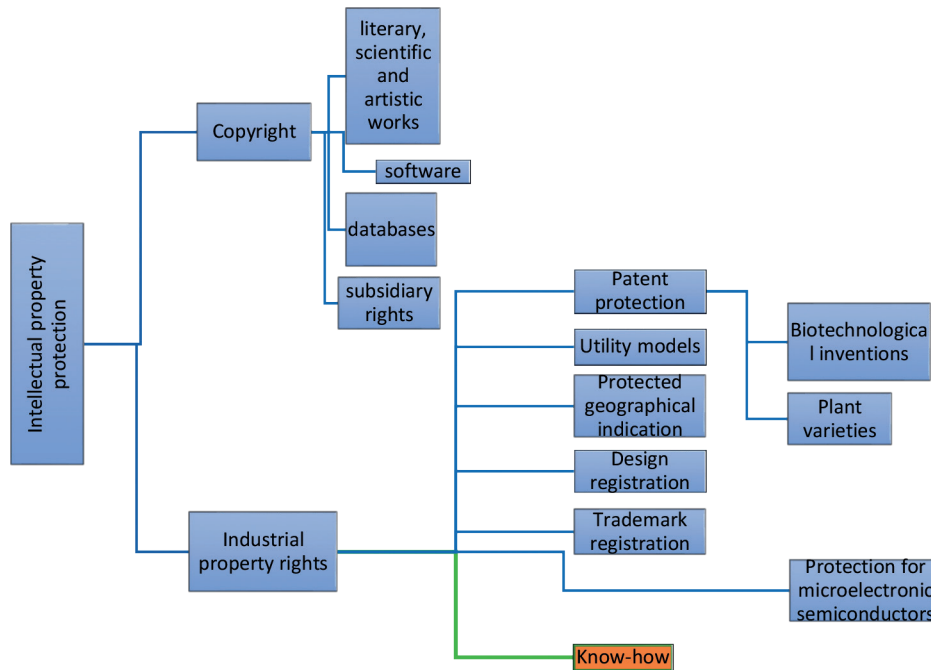 Intellectual property
protection
Copyright
literary,
scientific
and
artistic
works
software
databases
subsidiary
rights
Industrial
property rights
Patent
protection
Biotechnologica
l inventions
Plant
varieties
Utility models
Protected
geographical
indication
Design
registration
Trademark
registration
Protection for
microelectronic
semiconductors
Know-how